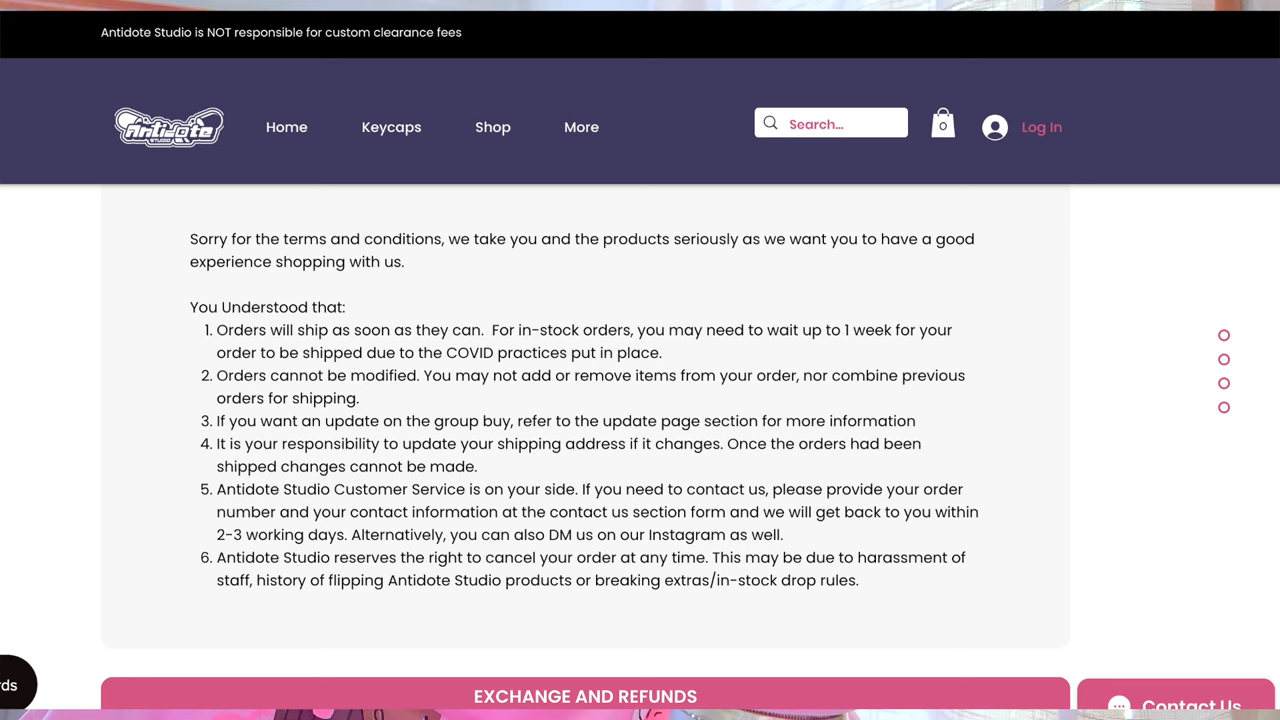 Antidote Studio is NOT responsible for custom clearance fees
Antidote STUDIO
Home Keycaps Shop More Search... 0 Log In
Sorry for the terms and conditions, we take you and the products seriously as we want you to have a good
experience shopping with us.
You Understood that:
1. Orders will ship as soon as they can.  For in-stock orders, you may need to wait up to 1 week for your
order to be shipped due to the COVID practices put in place.
2. Orders cannot be modified. You may not add or remove items from your order, nor combine previous
orders for shipping.
3. If you want an update on the group buy, refer to the update page section for more information
4. It is your responsibility to update your shipping address if it changes. Once the orders had been
shipped changes cannot be made.
5. Antidote Studio Customer Service is on your side. If you need to contact us, please provide your order
number and your contact information at the contact us section form and we will get back to you within
2-3 working days. Alternatively, you can also DM us on our Instagram as well.
6. Antidote Studio reserves the right to cancel your order at any time. This may be due to harassment of
staff, history of flipping Antidote Studio products or breaking extras/in-stock drop rules.
rds
EXCHANGE AND REFUNDS
Contact Us